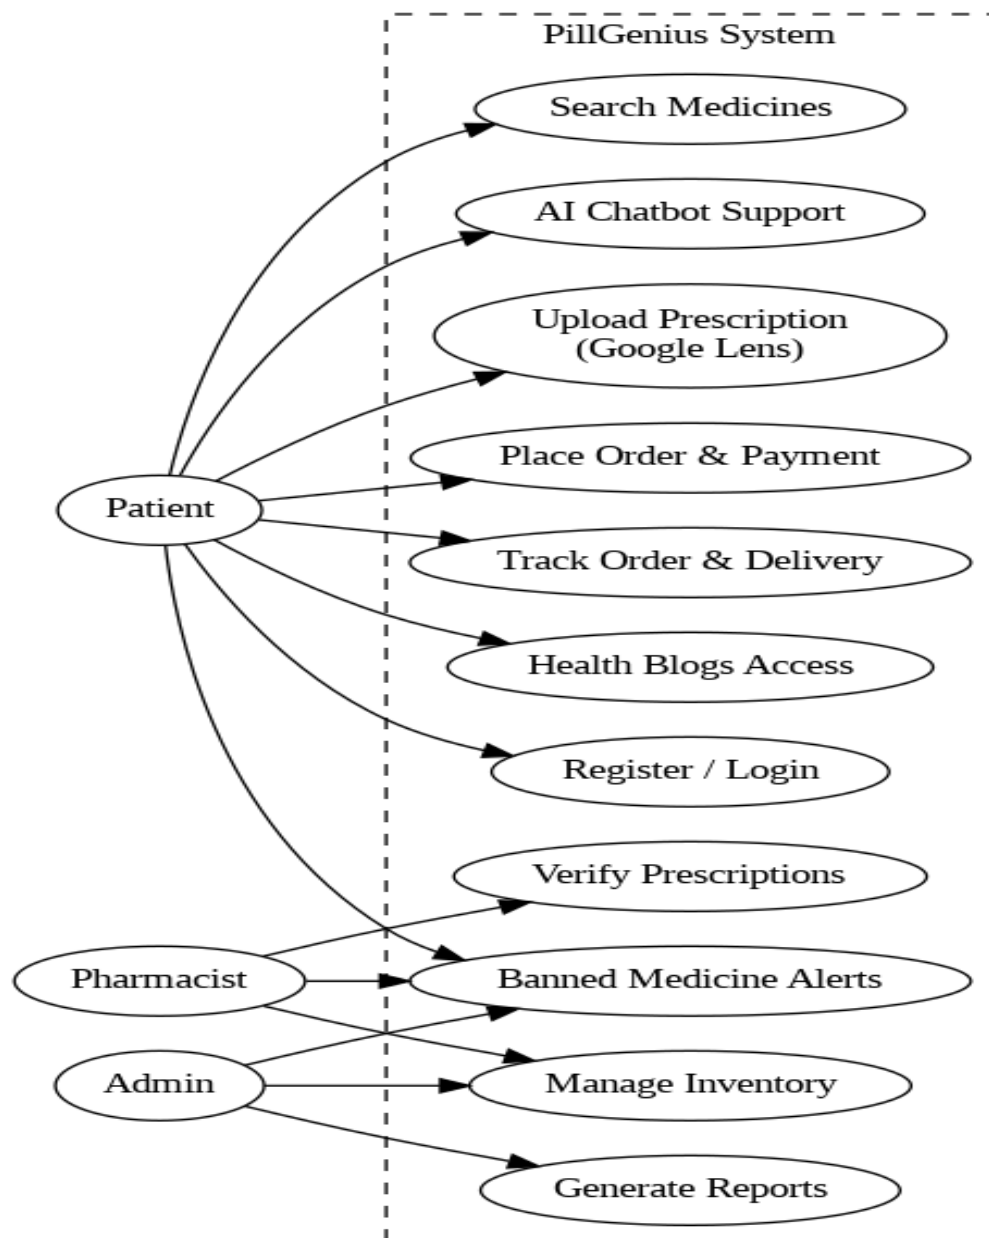 PillGenius System
Search Medicines
AI Chatbot Support
Upload Prescription
(Google Lens)
Place Order & Payment
Patient
Track Order & Delivery
Health Blogs Access
Register / Login
Verify Prescriptions
Pharmacist
Banned Medicine Alerts
Admin
Manage Inventory
Generate Reports